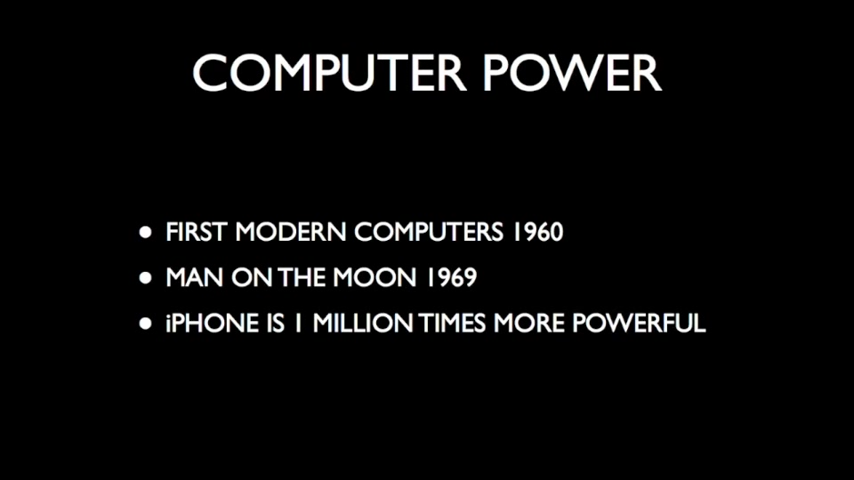 COMPUTER POWER
• FIRST MODERN COMPUTERS 1960
• MAN ON THE MOON 1969
• iPHONE IS 1 MILLION TIMES MORE POWERFUL